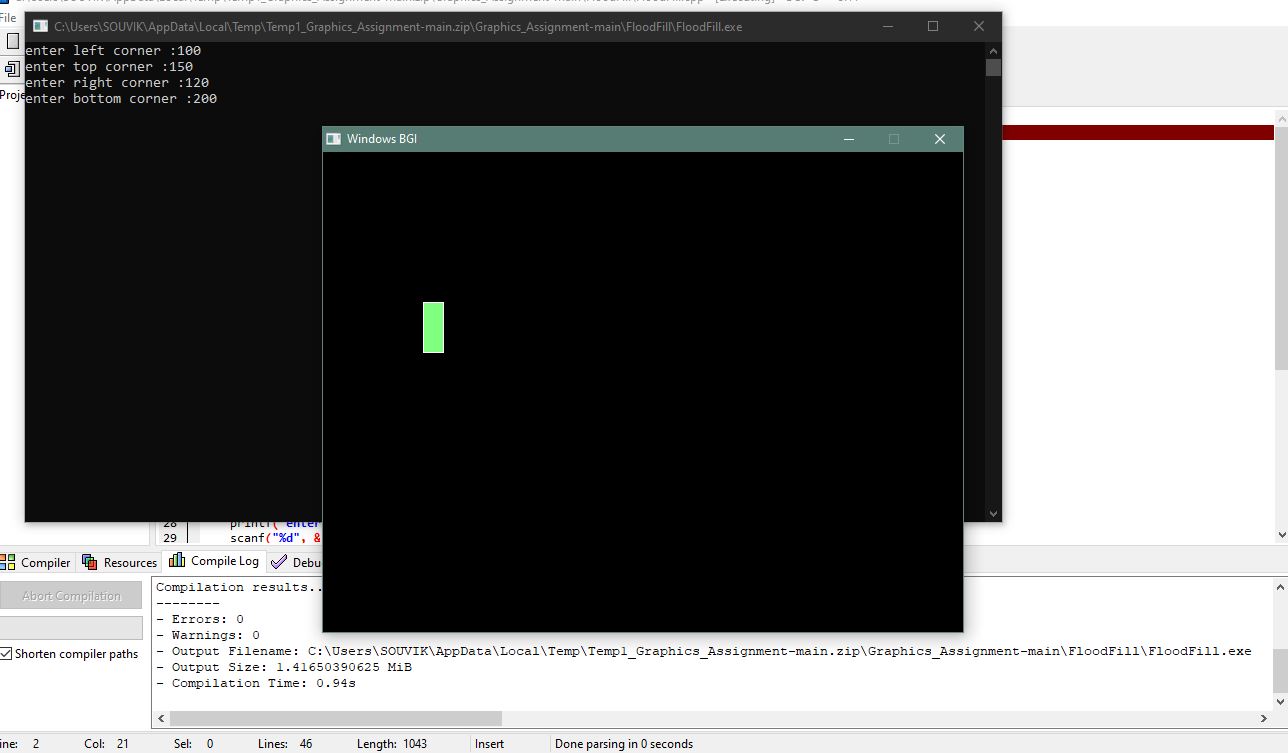 File
C:\Users\SOUVIK\AppData\Local\Temp\Temp1_Graphics_Assignment-main.zip\Graphics_Assignment-main\FloodFill\FloodFill.exe
enter left corner :100
enter top corner :150
enter right corner :120
Proje
enter bottom corner :200
Windows BGI
28 printf("enter
29 scanf("%d", &
Compiler Resources Compile Log Debu
Abort Compilation
Shorten compiler paths
Compilation results..
--------
- Errors: 0
- Warnings: 0
- Output Filename: C:\Users\SOUVIK\AppData\Local\Temp\Temp1_Graphics_Assignment-main.zip\Graphics_Assignment-main\FloodFill\FloodFill.exe
- Output Size: 1.41650390625 MiB
- Compilation Time: 0.94s
ine: 2 Col: 21 Sel: 0 Lines: 46 Length: 1043 Insert Done parsing in 0 seconds